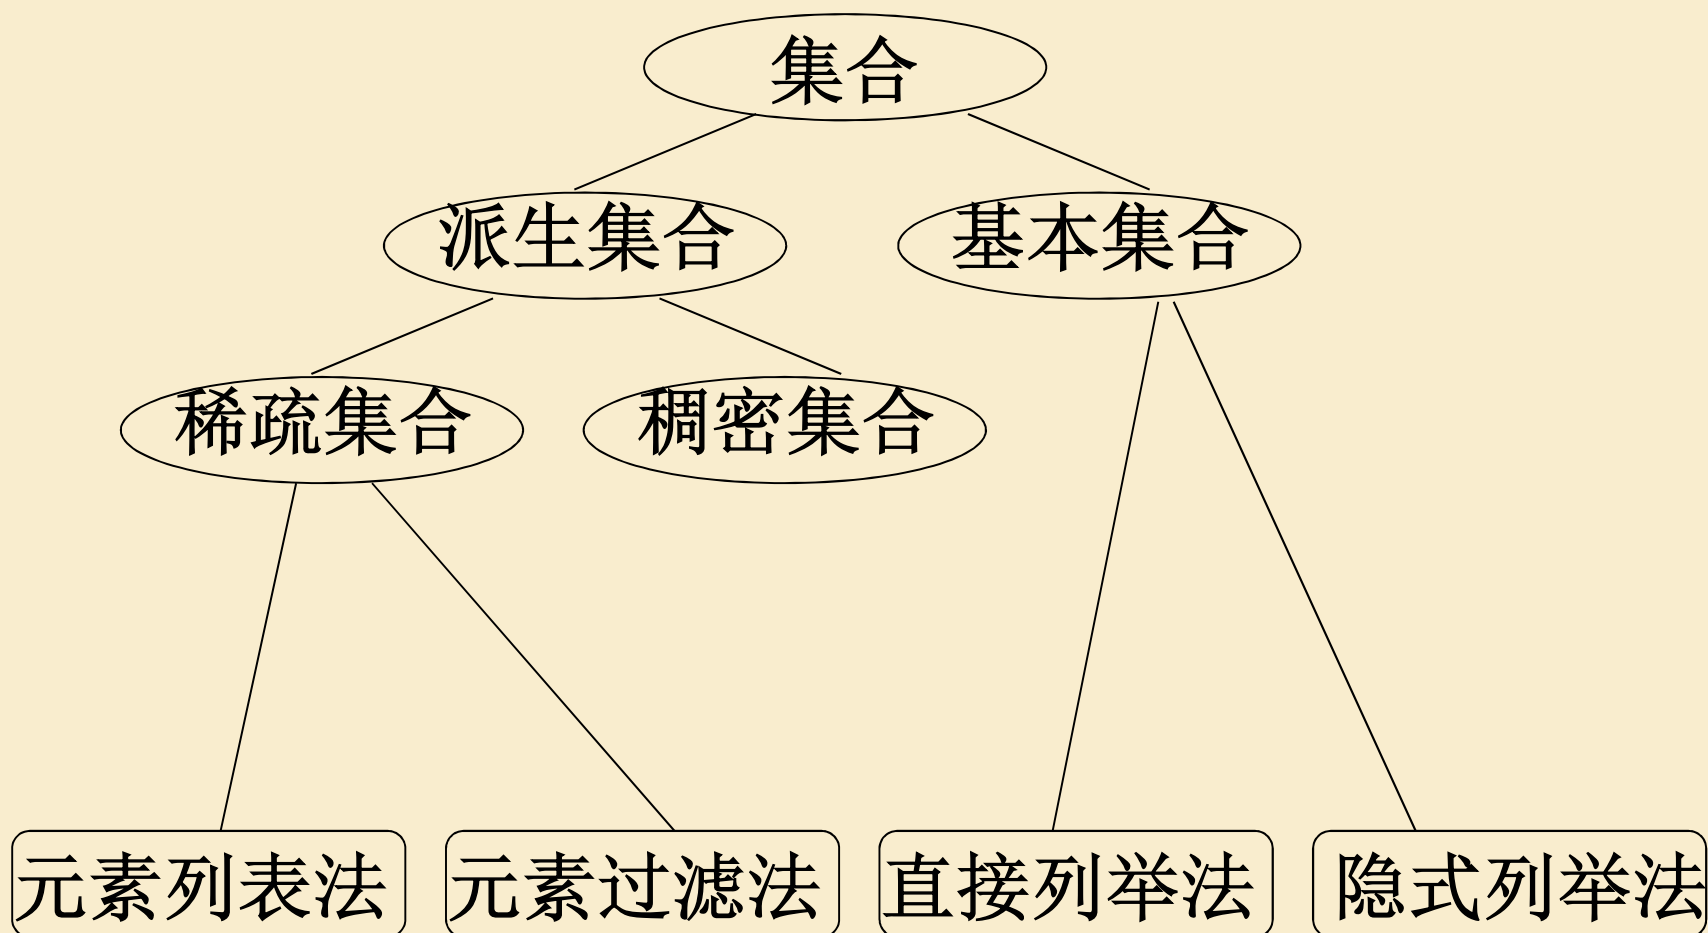 集合
派生集合
基本集合
稀疏集合
稠密集合
元素列表法
元素过滤法
直接列举法
隐式列举法